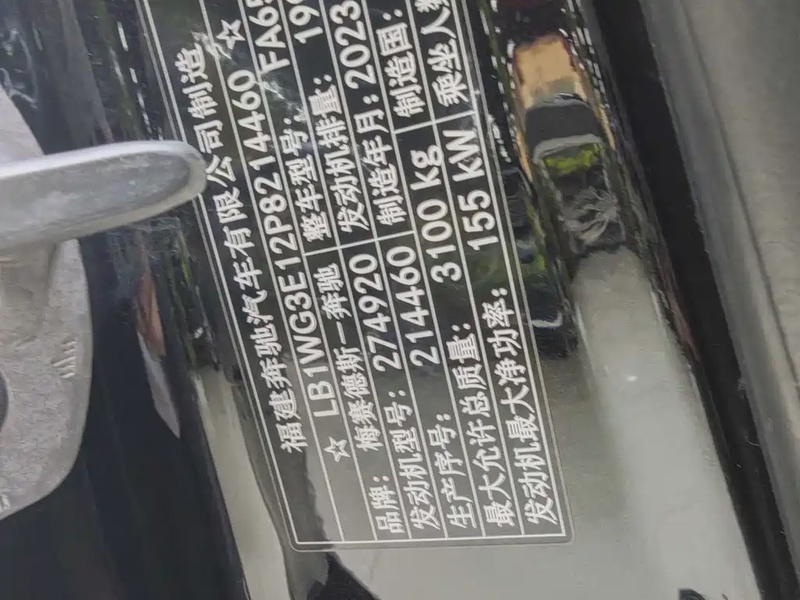 福建奔驰汽车有限公司制造
☆ LB1WG3E12P8214460 ☆ FA65
品牌: 梅赛德斯-奔驰 整车型号: 
发动机型号: 274920 发动机排量: 199
生产序号: 214460 制造年月: 2023
最大允许总质量: 3100 kg 制造国:
发动机最大净功率: 155 kW 乘坐人数